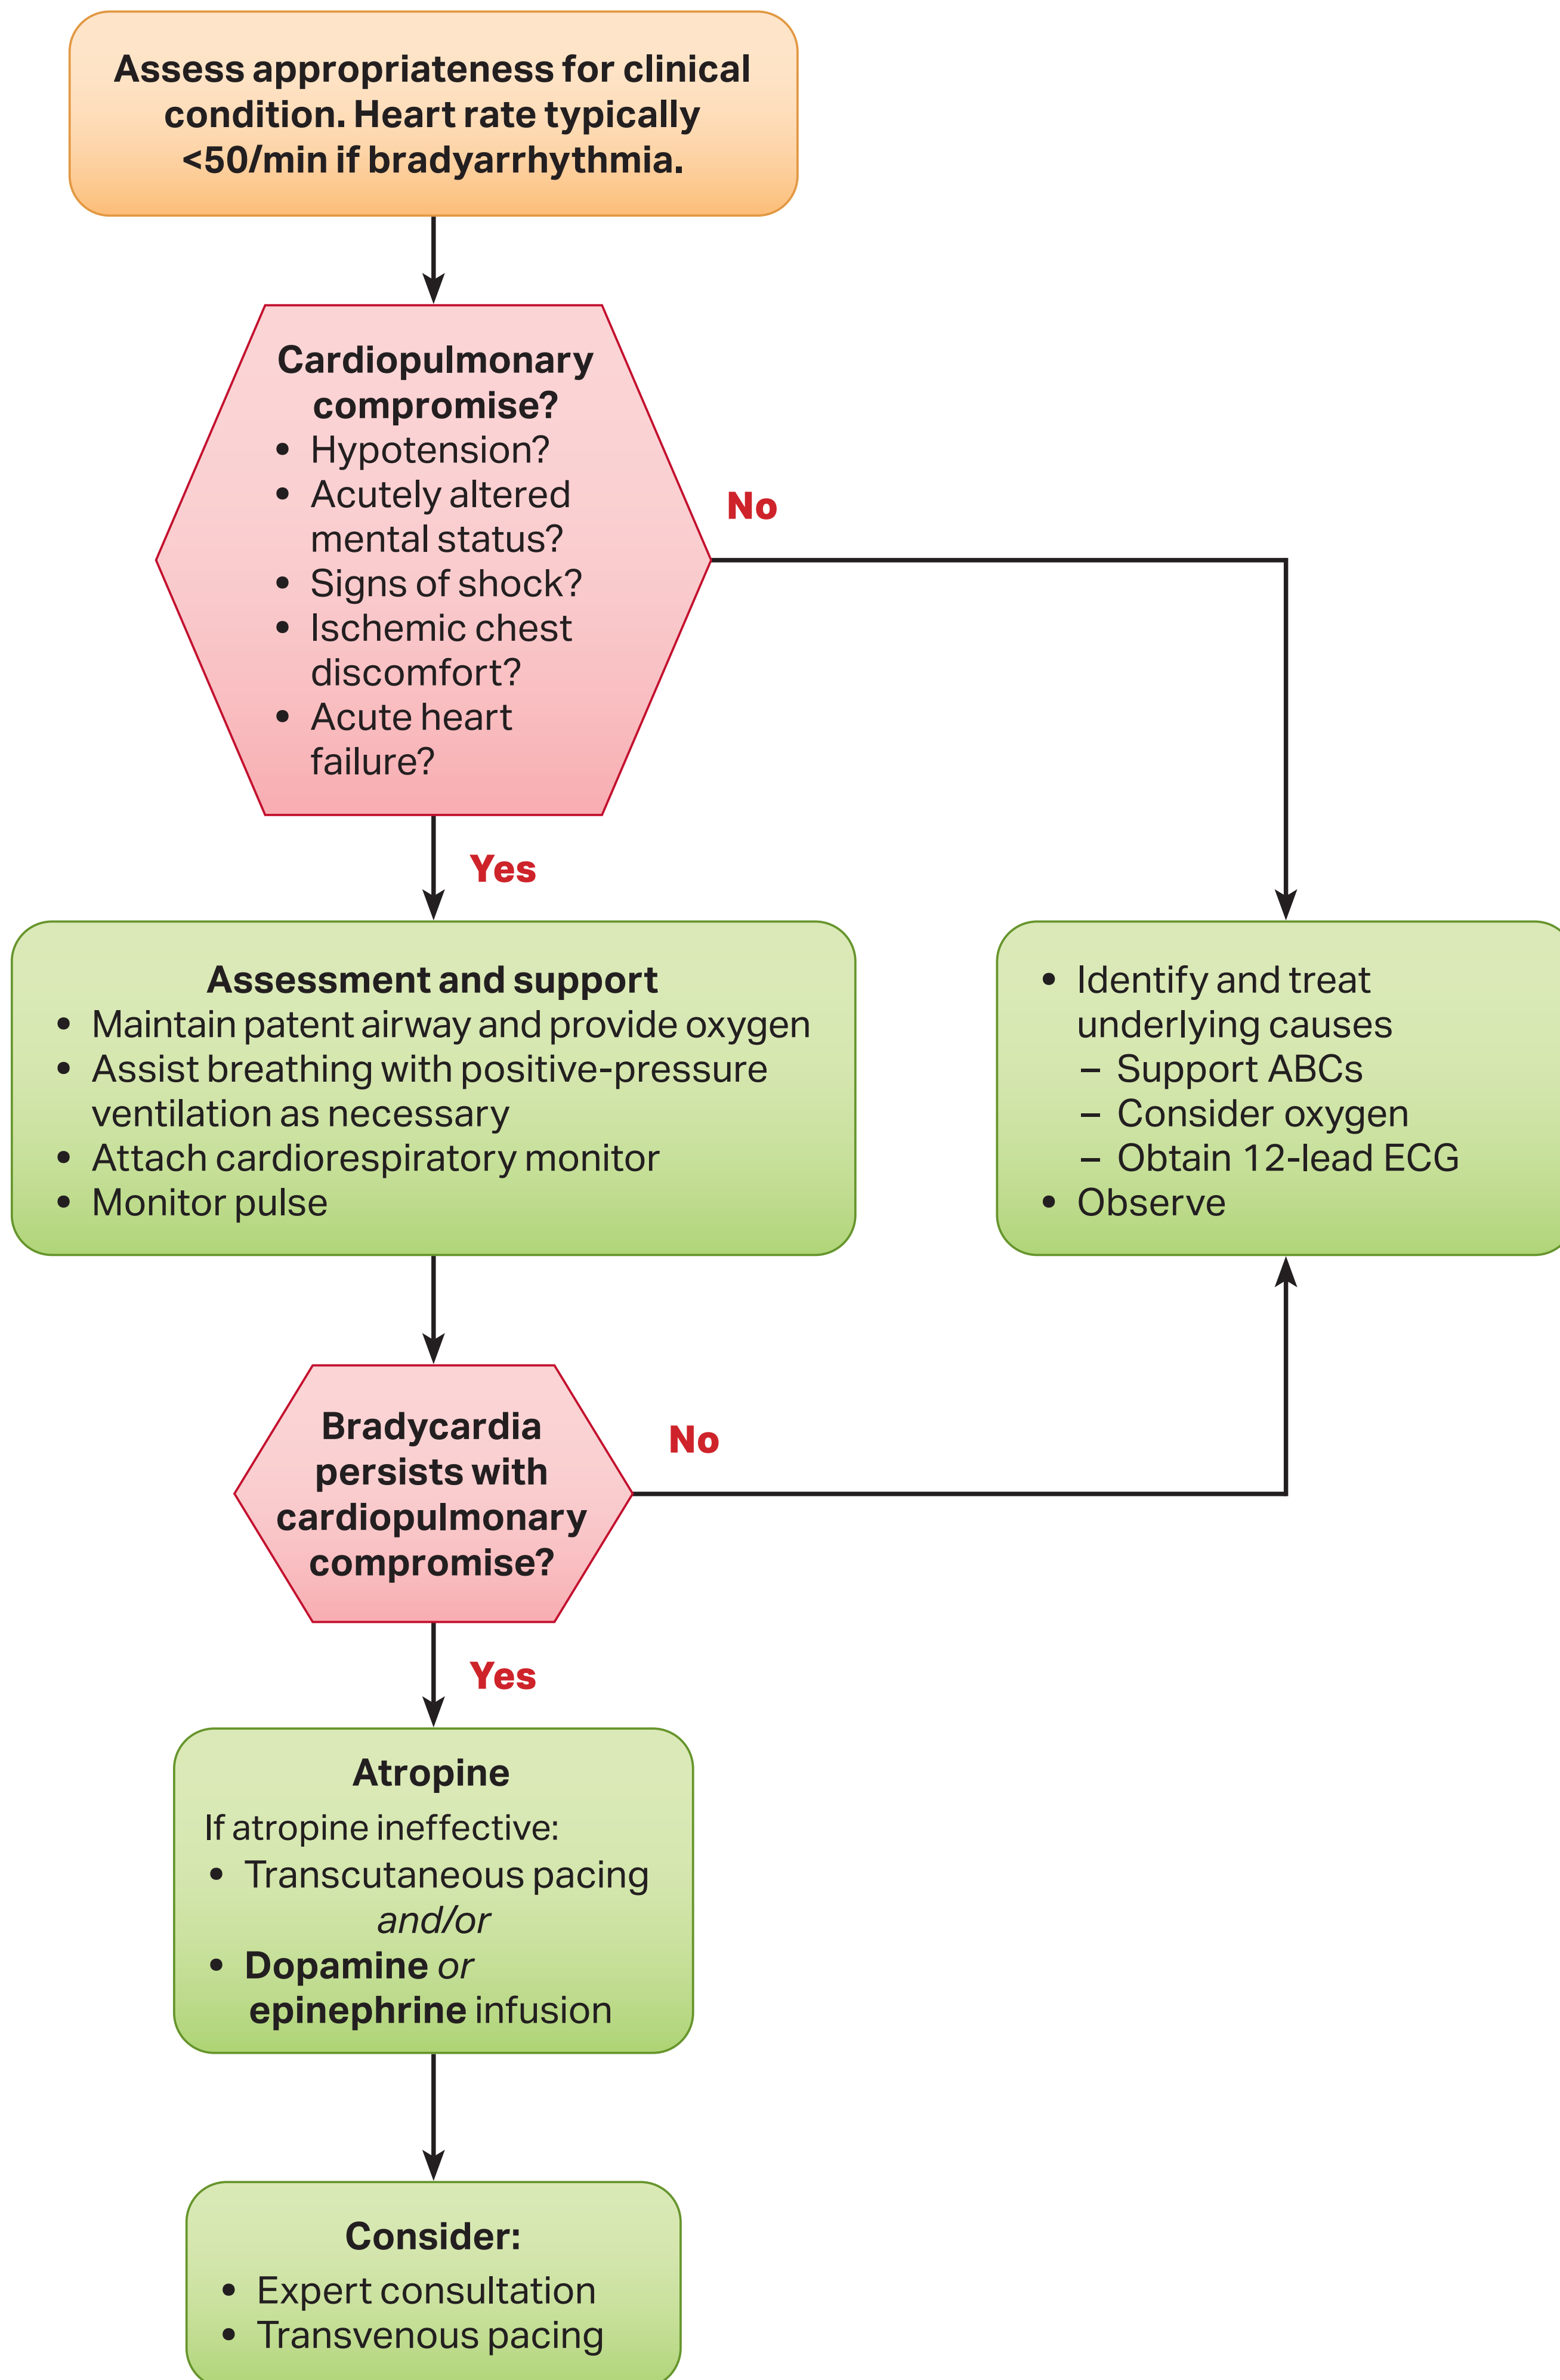 Assess appropriateness for clinical
condition. Heart rate typically
<50/min if bradyarrhythmia.
Cardiopulmonary
compromise?
• Hypotension?
• Acutely altered
mental status?
• Signs of shock?
• Ischemic chest
discomfort?
• Acute heart
failure?
No
Yes
Assessment and support
• Maintain patent airway and provide oxygen
• Assist breathing with positive-pressure
ventilation as necessary
• Attach cardiorespiratory monitor
• Monitor pulse
• Identify and treat
underlying causes
– Support ABCs
– Consider oxygen
– Obtain 12-lead ECG
• Observe
Bradycardia
persists with
cardiopulmonary
compromise?
No
Yes
Atropine
If atropine ineffective:
• Transcutaneous pacing
and/or
• Dopamine or
epinephrine infusion
Consider:
• Expert consultation
• Transvenous pacing